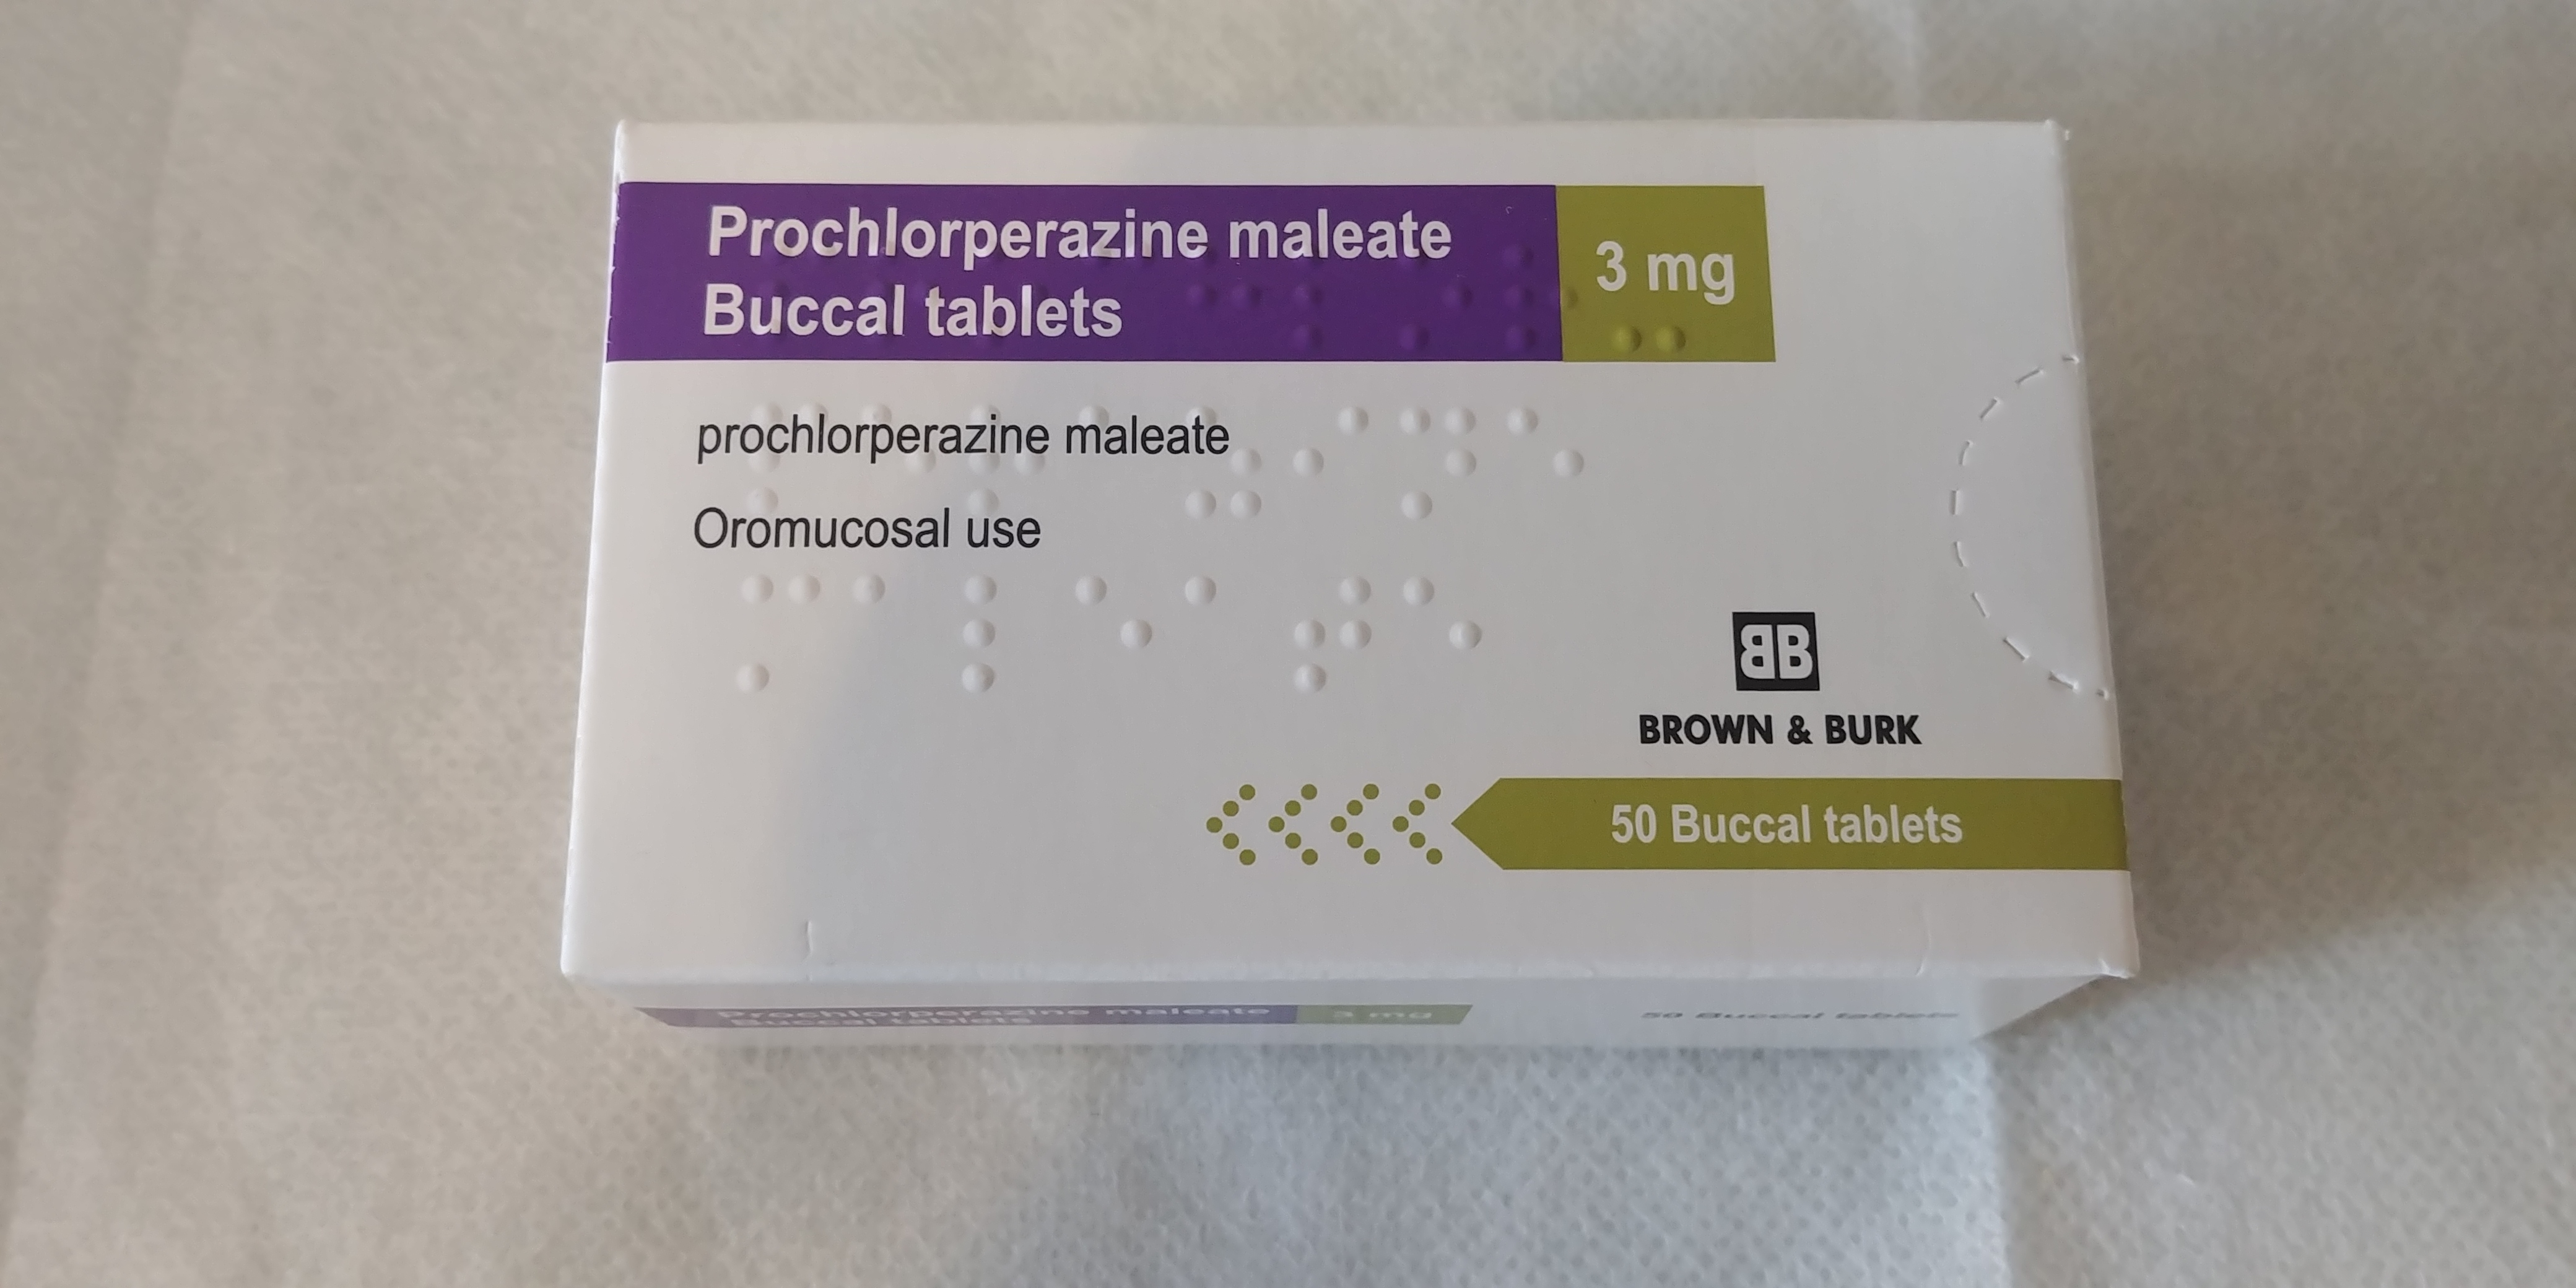 Prochlorperazine maleate
Buccal tablets
3 mg
prochlorperazine maleate
Oromucosal use
BB
BROWN & BURK
50 Buccal tablets
Prochlorperazine maleate
Buccal tablets
3 mg
50 Buccal tablets